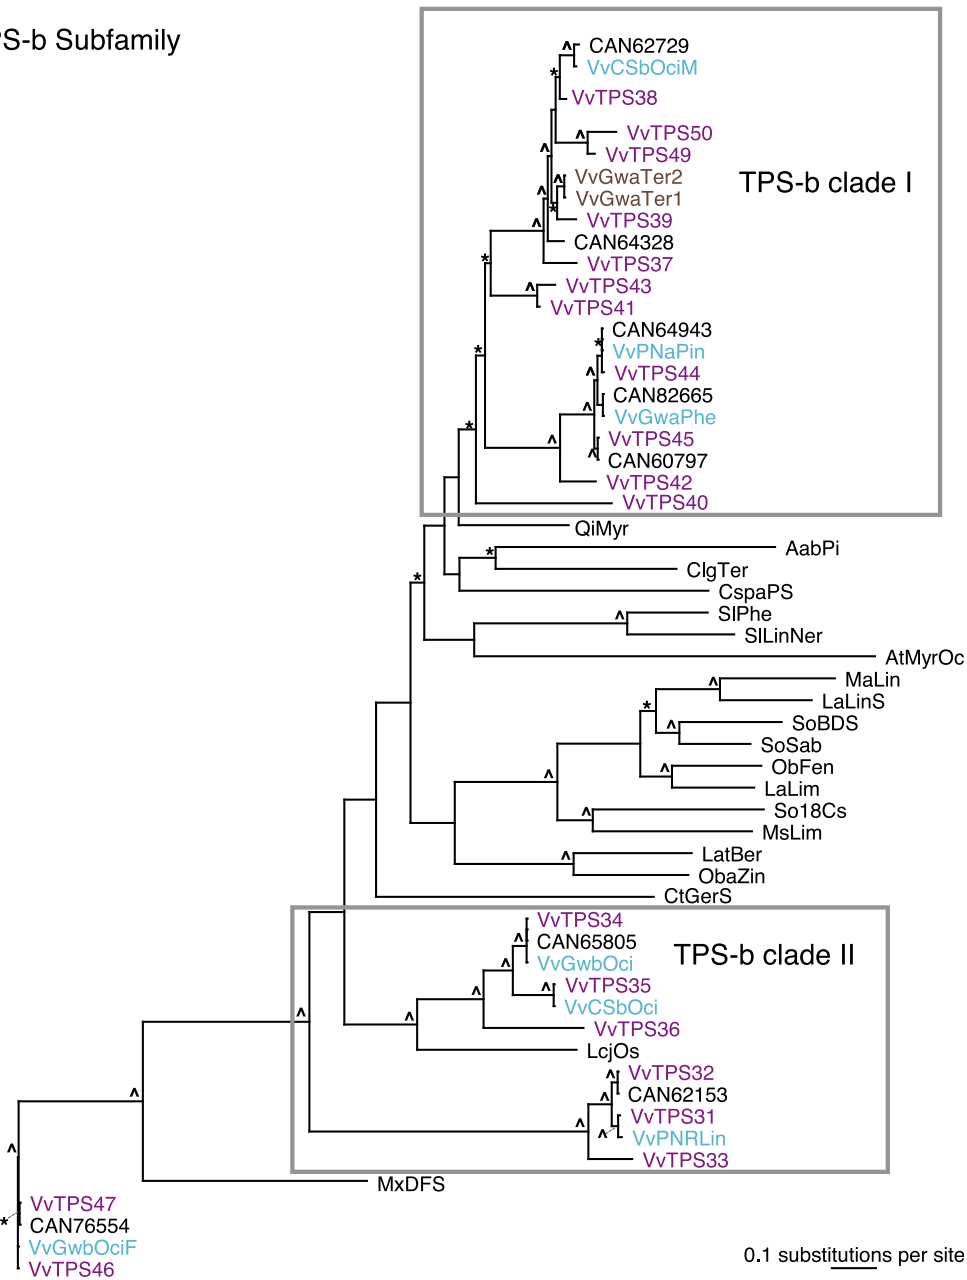 PS-b Subfamily
CAN62729
VvCSbOciM
VvTPS38
VvTPS50
VvTPS49
VvGwaTer2
VvGwaTer1
VvTPS39
CAN64328
VvTPS37
VvTPS43
VvTPS41
TPS-b clade I
CAN64943
VvPNaPin
VvTPS44
CAN82665
VvGwaPhe
VvTPS45
CAN60797
VvTPS42
VvTPS40
QiMyr
AabPi
ClgTer
CspaPS
SlPhe
SlLinNer
AtMyrOc
MaLin
LaLinS
SoBDS
SoSab
ObFen
LaLim
So18Cs
MsLim
LatBer
ObaZin
CtGerS
VvTPS34
CAN65805
VvGwbOci
TPS-b clade II
VvTPS35
VvCSbOci
VvTPS36
LcjOs
VvTPS32
CAN62153
VvTPS31
VvPNRLin
VvTPS33
MxDFS
VvTPS47
CAN76554
VvGwbOciF
VvTPS46
0.1 substitutions per site